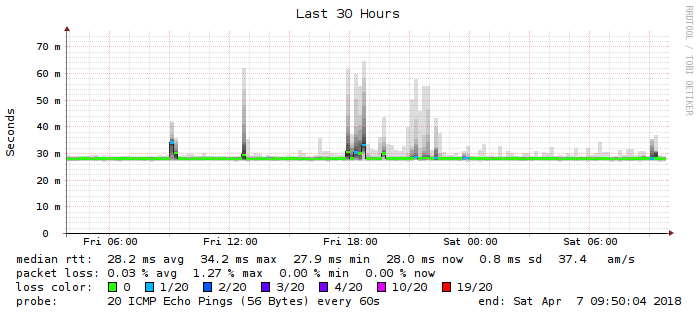 Last 30 Hours
RRDTOOL / TOBI OETIKER
Seconds
70 m
60 m
50 m
40 m
30 m
20 m
10 m
0
Fri 06:00 Fri 12:00 Fri 18:00 Sat 00:00 Sat 06:00
median rtt: 28.2 ms avg 34.2 ms max 27.9 ms min 28.0 ms now 0.8 ms sd 37.4 am/s
packet loss: 0.03 % avg 1.27 % max 0.00 % min 0.00 % now
loss color: 0 1/20 2/20 3/20 4/20 10/20 19/20
probe: 20 ICMP Echo Pings (56 Bytes) every 60s end: Sat Apr 7 09:50:04 2018